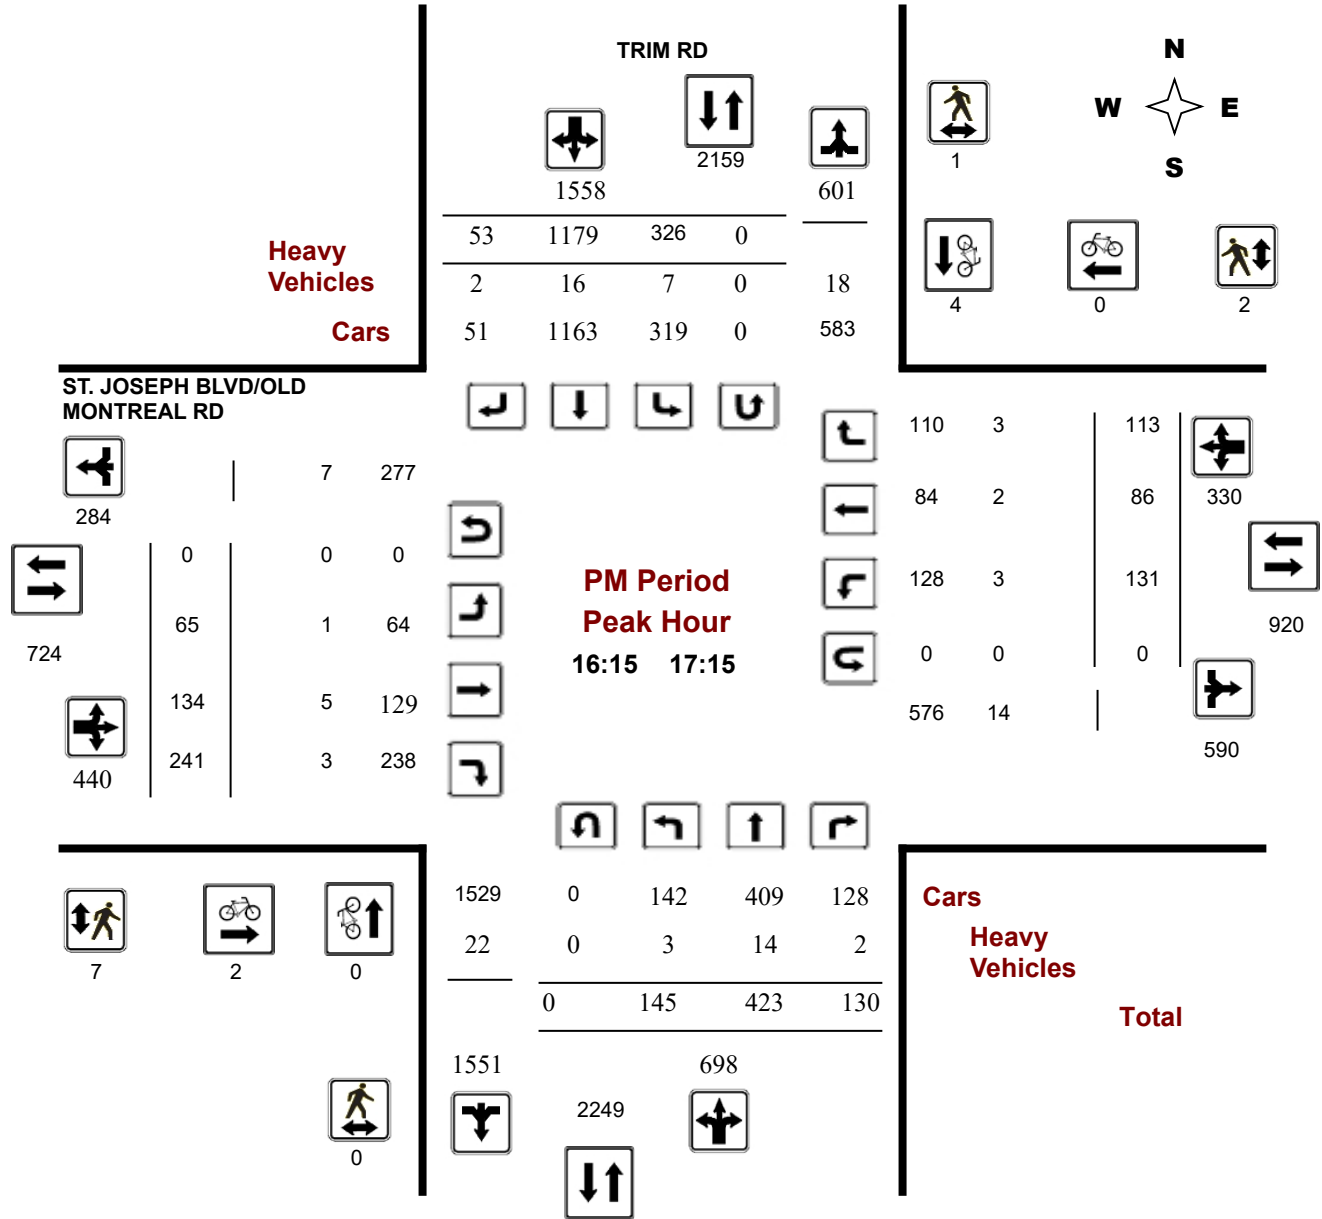 TRIM RD
N
W E
S
2159
1
1558
601
53 1179 326 0
Heavy
Vehicles
2 16 7 0 18
4 0 2
Cars
51 1163 319 0 583
ST. JOSEPH BLVD/OLD
MONTREAL RD
110 3 113
7 277
84 2 86 330
284
0 0 0
PM Period
128 3 131
Peak Hour
65 1 64
920
724
16:15 17:15
0 0 0
134 5 129
576 14
590
241 3 238
440
1529 0 142 409 128
Cars
22 0 3 14 2
Heavy
Vehicles
7 2 0
0 145 423 130
Total
1551 698
2249
0